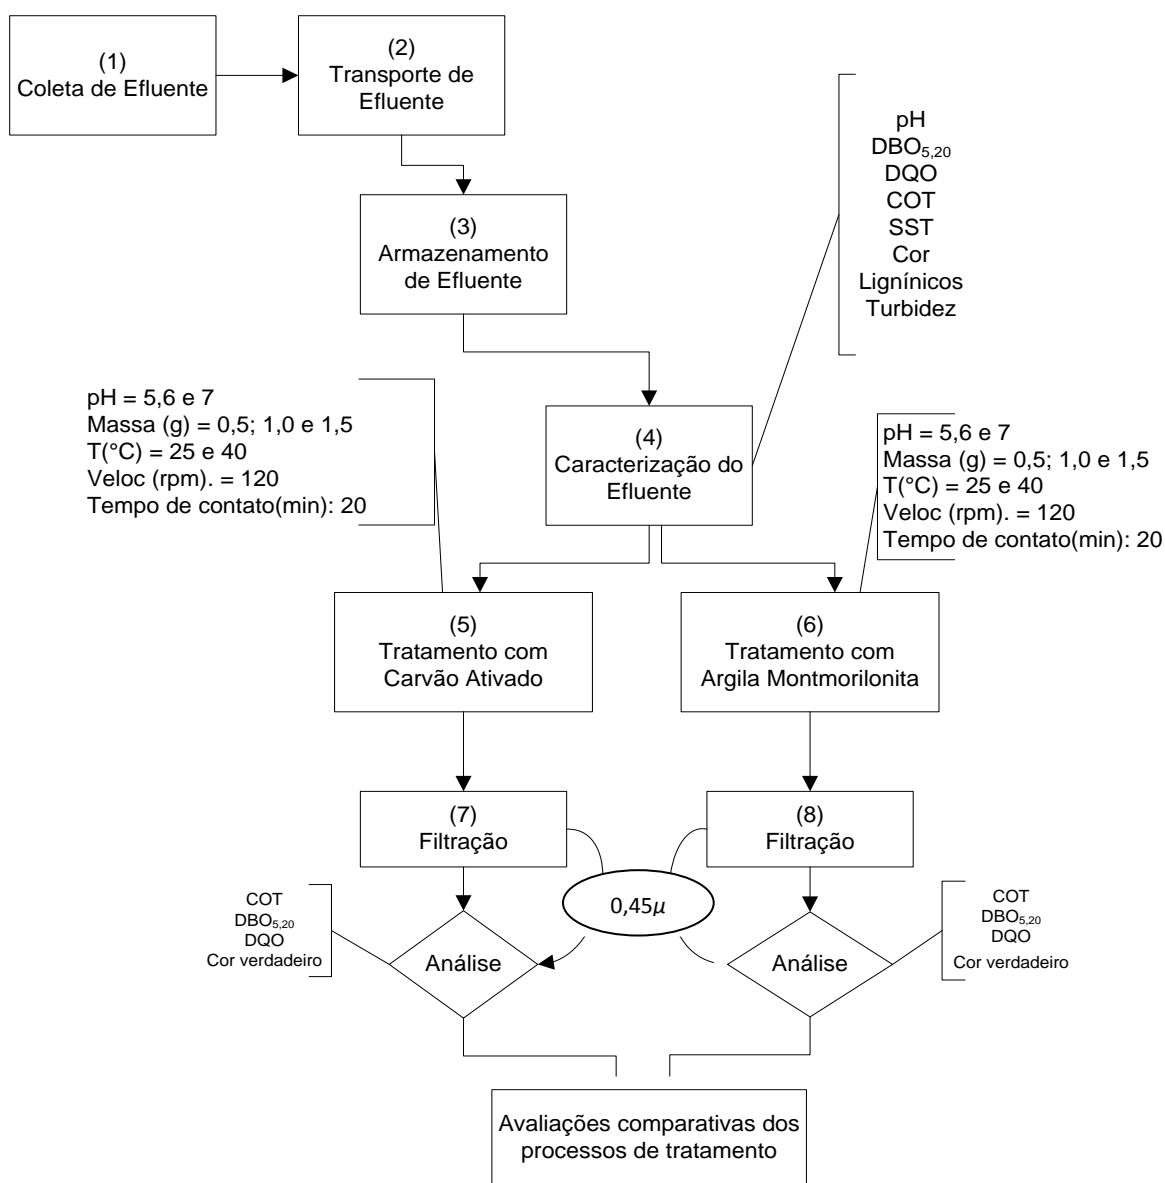 (1)
Coleta de Efluente
(2)
Transporte de
Efluente
(3)
Armazenamento
de Efluente
pH
DBO5,20
DQO
COT
SST
Cor
Lignínicos
Turbidez
(4)
Caracterização do
Efluente
pH = 5,6 e 7
Massa (g) = 0,5; 1,0 e 1,5
T(°C) = 25 e 40
Veloc (rpm). = 120
Tempo de contato(min): 20
pH = 5,6 e 7
Massa (g) = 0,5; 1,0 e 1,5
T(°C) = 25 e 40
Veloc (rpm). = 120
Tempo de contato(min): 20
(5)
Tratamento com
Carvão Ativado
(6)
Tratamento com
Argila Montmorilonita
(7)
Filtração
(8)
Filtração
0,45µ
COT
DBO5,20
DQO
Cor verdadeiro
Análise
Análise
COT
DBO5,20
DQO
Cor verdadeiro
Avaliações comparativas dos
processos de tratamento